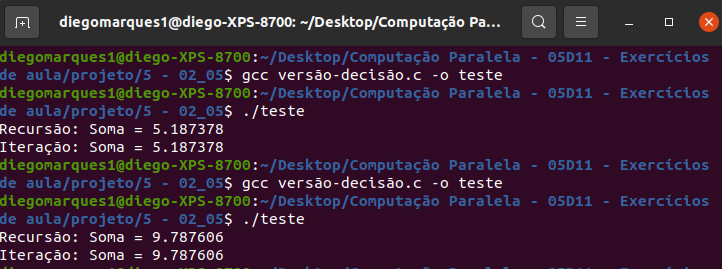 diegomarques1@diego-XPS-8700: ~/Desktop/Computação Pa...
diegomarques1@diego-XPS-8700:~/Desktop/Computação Paralela - 05D11 - Exercícios
de aula/projeto/5 - 02_05$ gcc versão-decisão.c -o teste
diegomarques1@diego-XPS-8700:~/Desktop/Computação Paralela - 05D11 - Exercícios
de aula/projeto/5 - 02_05$ ./teste
Recursão: Soma = 5.187378
Iteração: Soma = 5.187378
diegomarques1@diego-XPS-8700:~/Desktop/Computação Paralela - 05D11 - Exercícios
de aula/projeto/5 - 02_05$ gcc versão-decisão.c -o teste
diegomarques1@diego-XPS-8700:~/Desktop/Computação Paralela - 05D11 - Exercícios
de aula/projeto/5 - 02_05$ ./teste
Recursão: Soma = 9.787606
Iteração: Soma = 9.787606